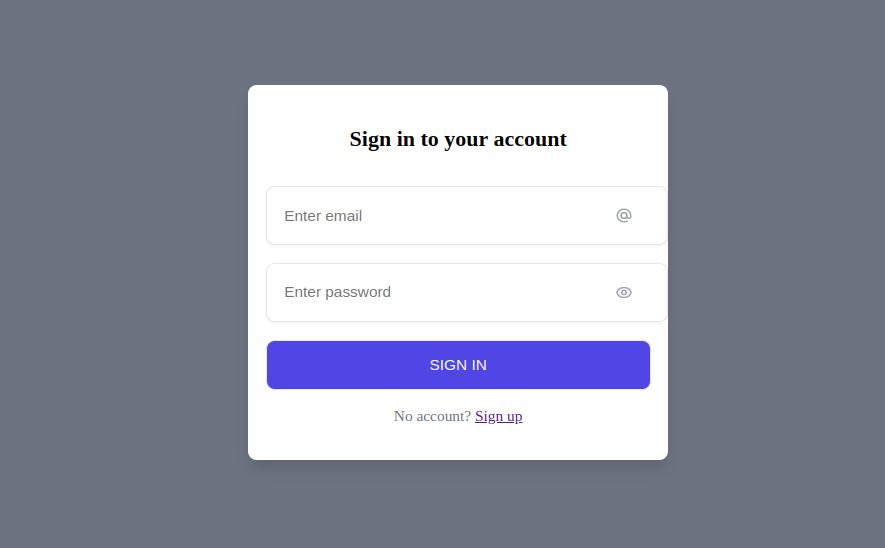 Sign in to your account
Enter email
Enter password
SIGN IN
No account? Sign up